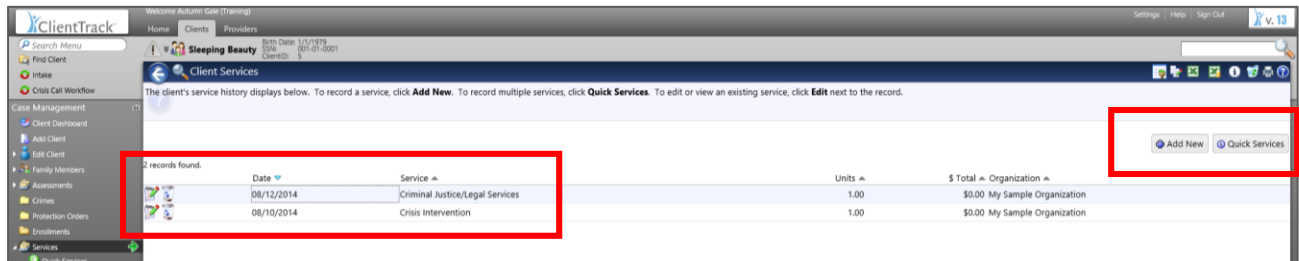 Welcome Autumn Gale (Training)
Settings | Help | Sign Out
ClientTrack
v. 13
Home Clients Providers
Search Menu
Sleeping Beauty
Birth Date: 1/1/1979
SSN: 001-01-0001
ClientID: 5
Find Client
Intake
Client Services
Crisis Call Workflow
The client's service history displays below. To record a service, click Add New. To record multiple services, click Quick Services. To edit or view an existing service, click Edit next to the record.
Case Management
Client Dashboard
Add Client
Add New Quick Services
Edit Client
Family Members
2 records found.
Date Service Units $ Total Organization
Assessments
08/12/2014 Criminal Justice/Legal Services 1.00 $0.00 My Sample Organization
Crimes
Protection Orders
08/10/2014 Crisis Intervention 1.00 $0.00 My Sample Organization
Enrollments
Services
Quick Services